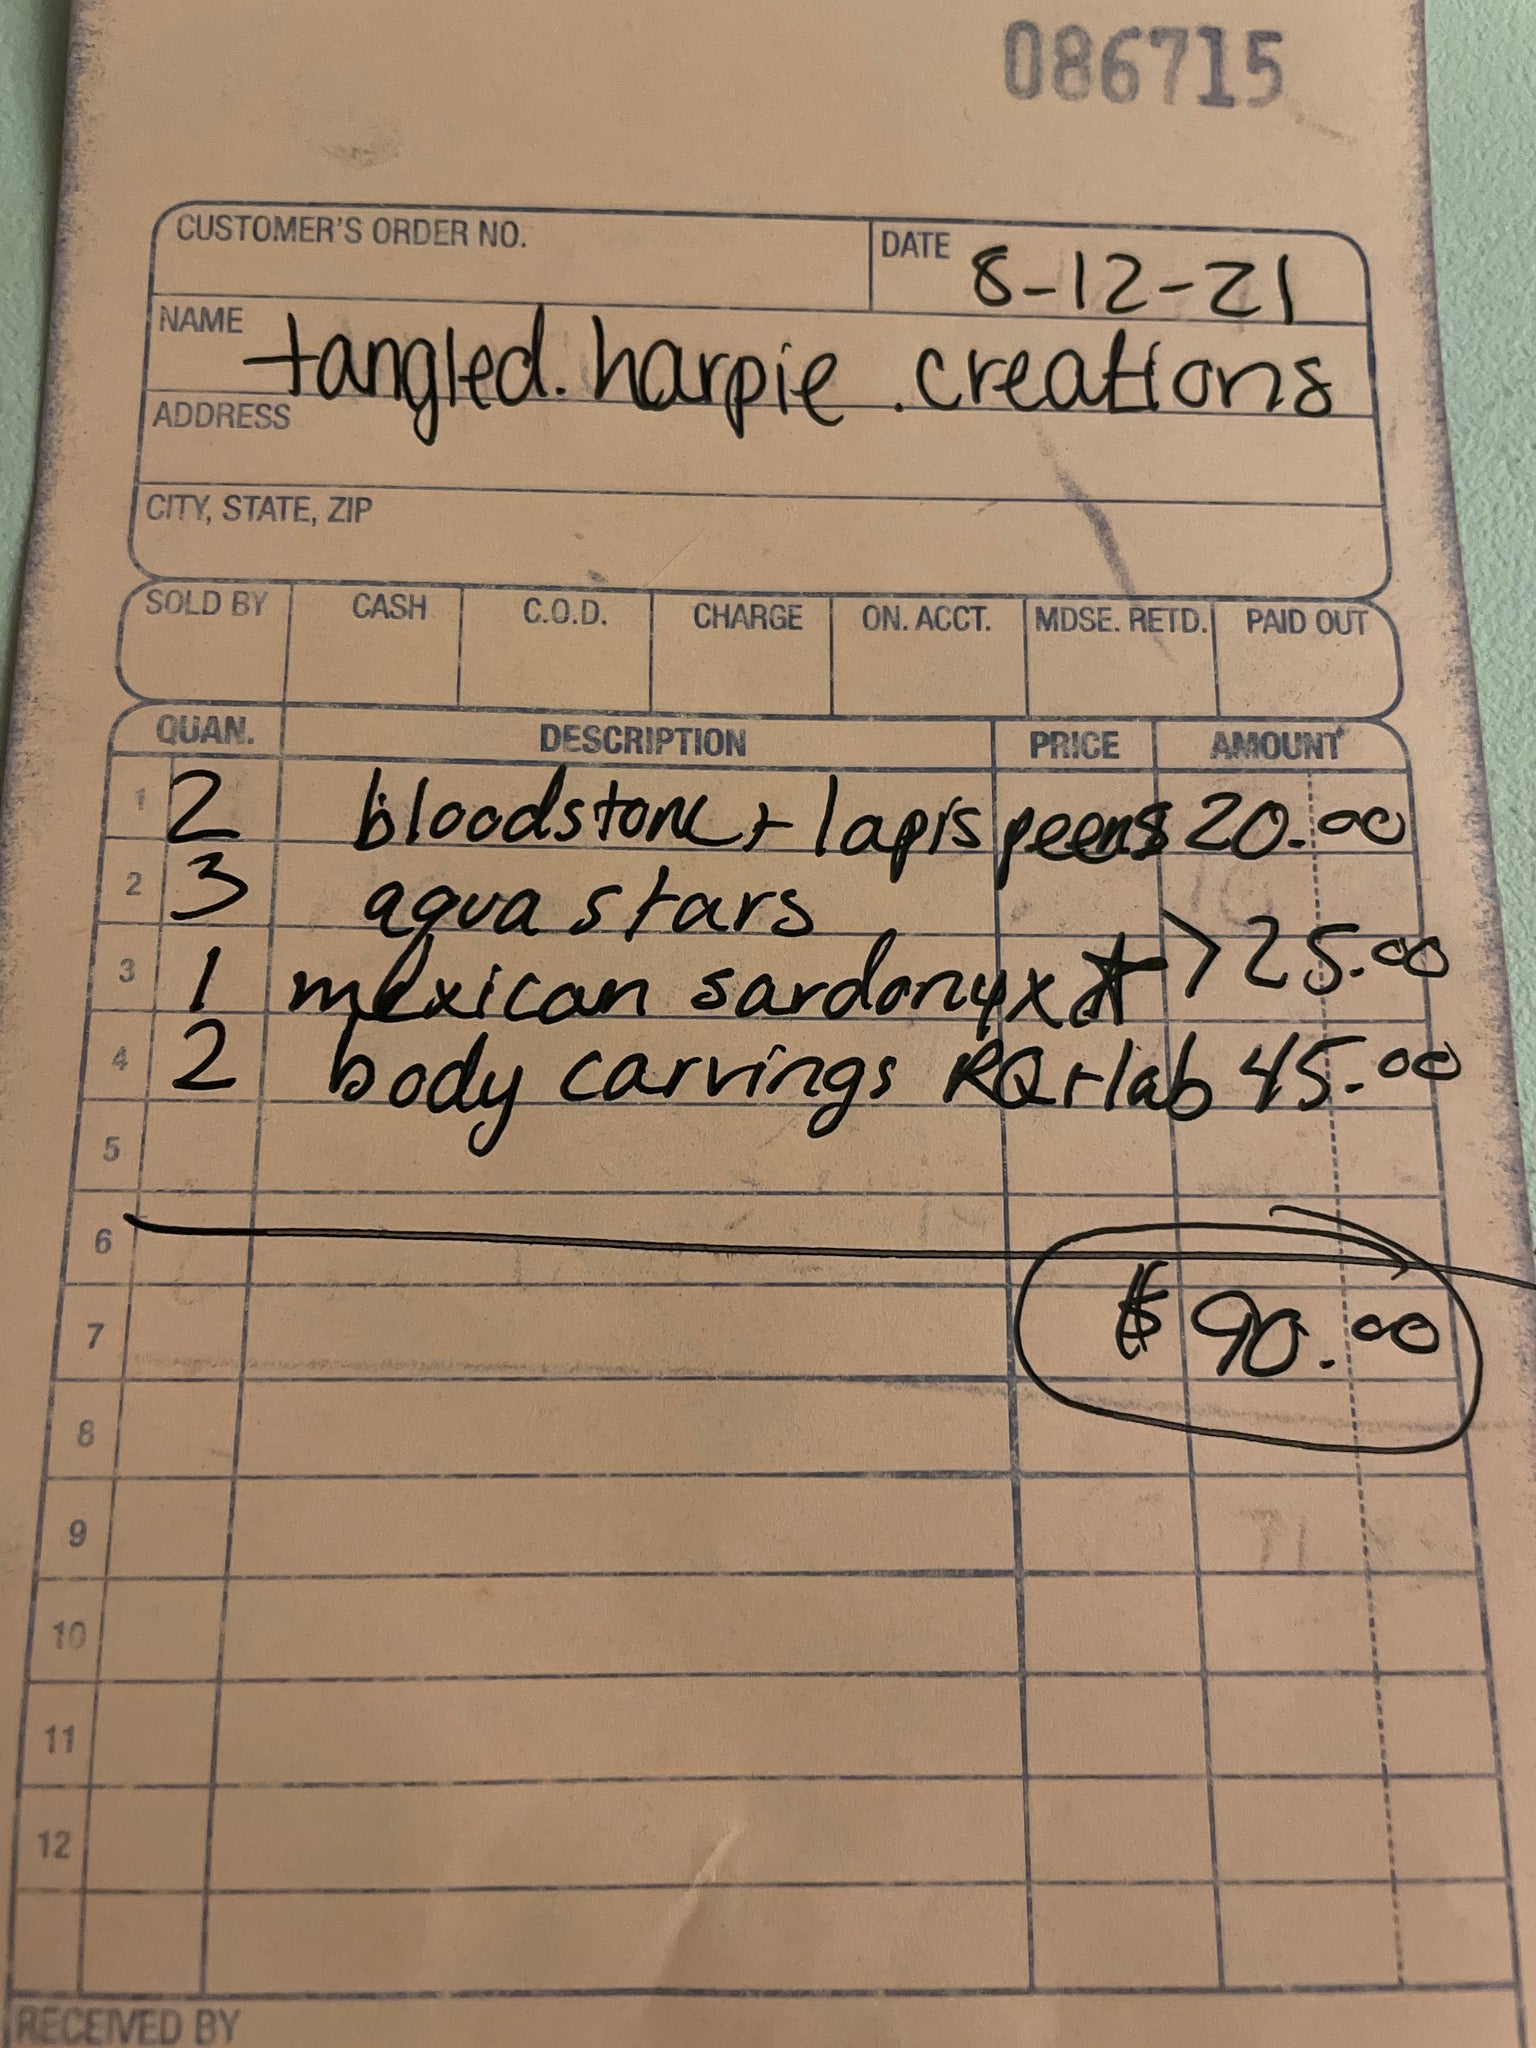 086715
CUSTOMER'S ORDER NO.
DATE 8-12-21
NAME tangled.harpie.creations
ADDRESS
CITY, STATE, ZIP
SOLD BY CASH C.O.D. CHARGE ON. ACCT. MDSE. RETD. PAID OUT
QUAN. DESCRIPTION PRICE AMOUNT
1 2 bloodstone + lapis peens 20.00
2 3 aqua stars
3 1 mexican sardonyx ☆ > 25.00
4 2 body carvings RQ + lab 45.00
5
6
7 $ 90.00
8
9
10
11
12
RECEIVED BY